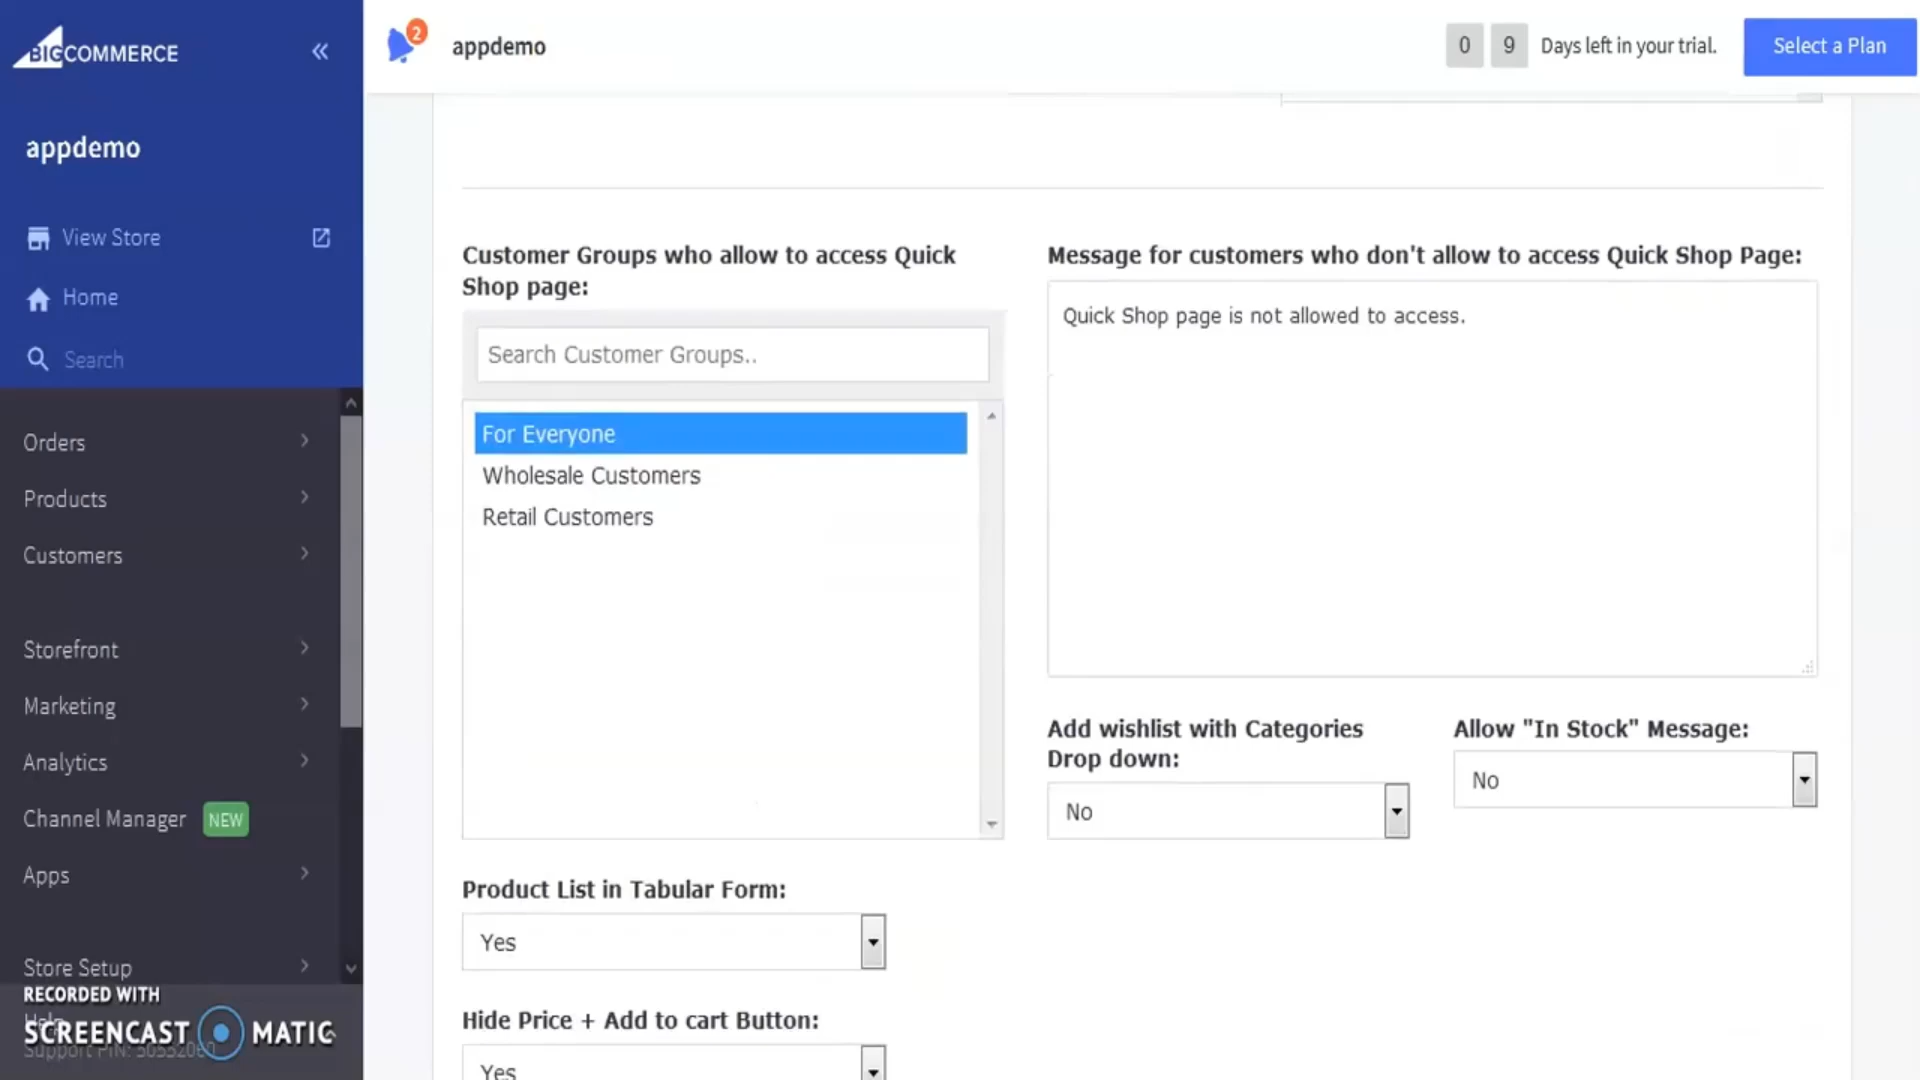 BIGCOMMERCE
2
appdemo
0 9 Days left in your trial.
Select a Plan
appdemo
View Store
Home
Search
Orders
Products
Customers
Storefront
Marketing
Analytics
Channel Manager NEW
Apps
Store Setup
Help
Support PIN:
RECORDED WITH
SCREENCAST MATIC
Customer Groups who allow to access Quick
Shop page:
Search Customer Groups..
For Everyone
Wholesale Customers
Retail Customers
Message for customers who don't allow to access Quick Shop Page:
Quick Shop page is not allowed to access.
Add wishlist with Categories
Drop down:
No
Allow "In Stock" Message:
No
Product List in Tabular Form:
Yes
Hide Price + Add to cart Button:
Yes